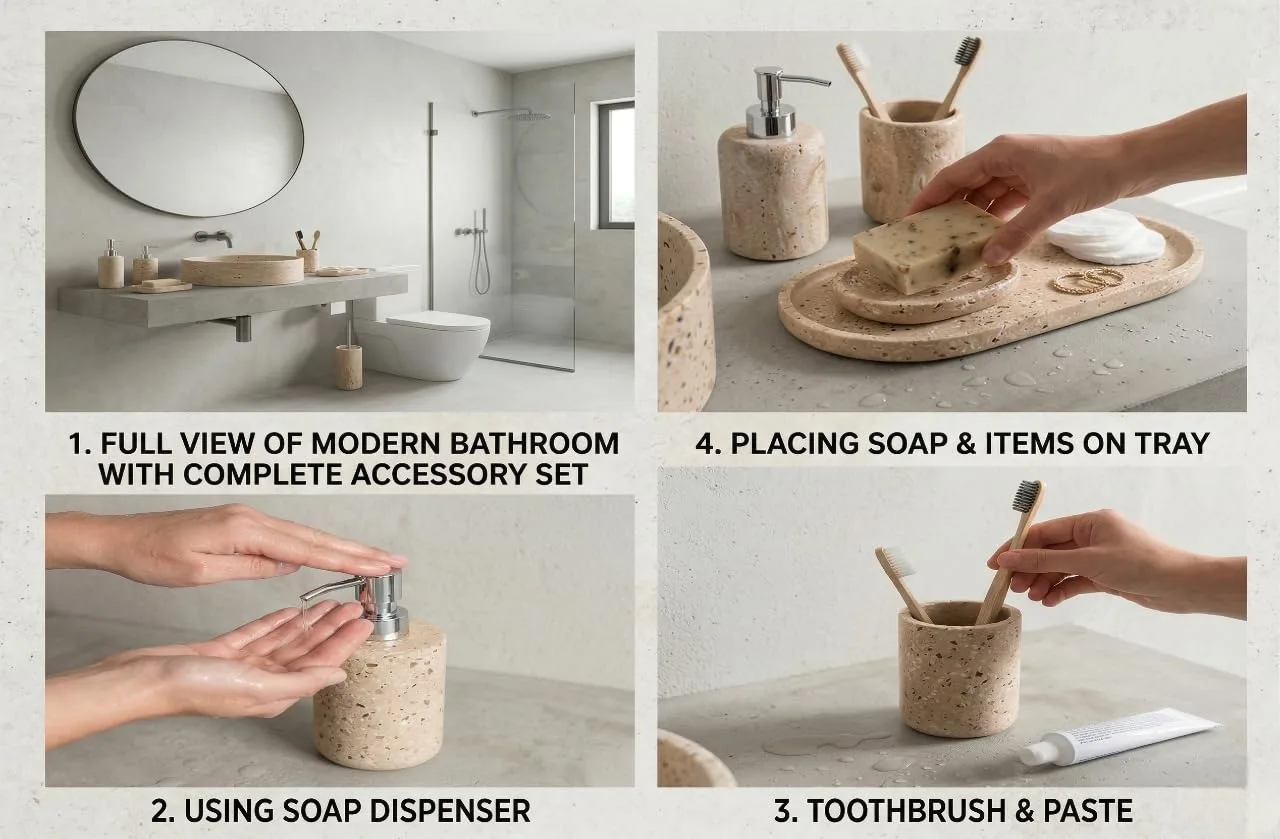 1. FULL VIEW OF MODERN BATHROOM
WITH COMPLETE ACCESSORY SET
4. PLACING SOAP & ITEMS ON TRAY
2. USING SOAP DISPENSER
3. TOOTHBRUSH & PASTE